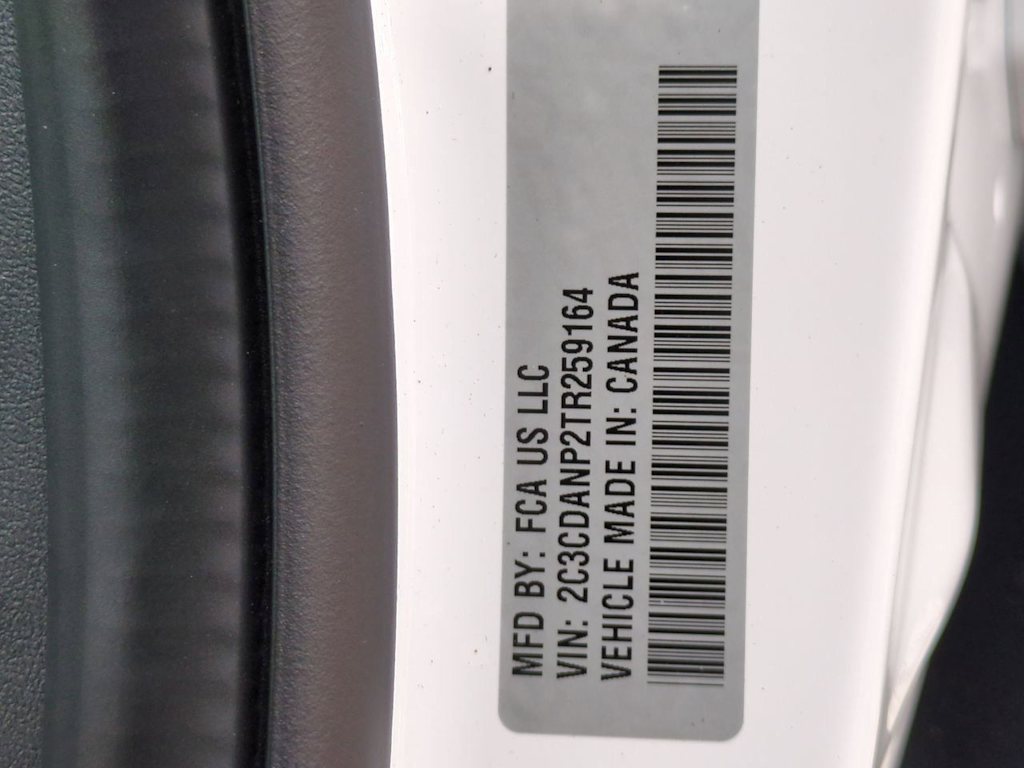 MFD BY: FCA US LLC
VIN: 2C3CDANP2TR259164
VEHICLE MADE IN: CANADA